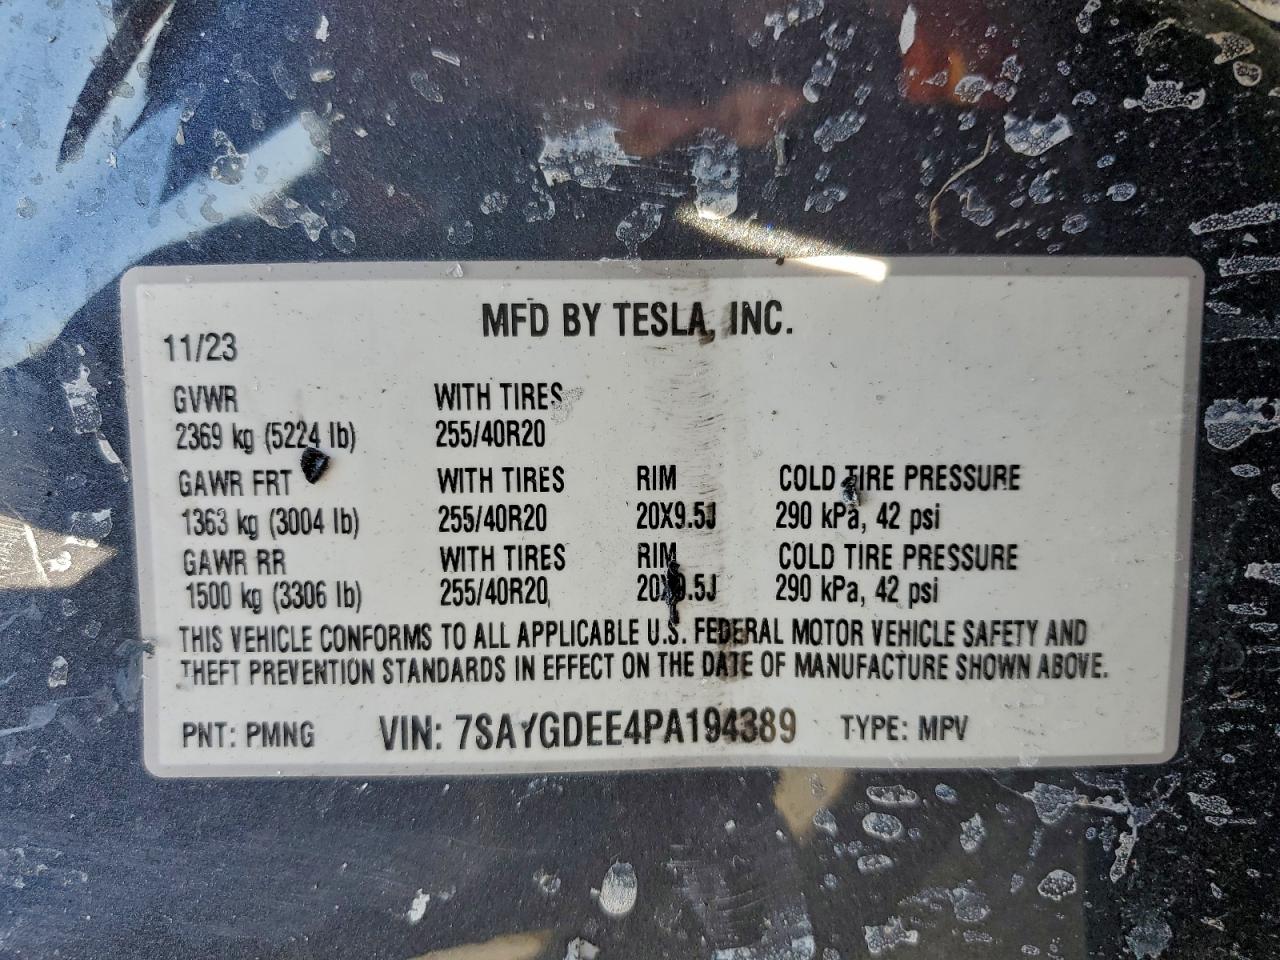 MFD BY TESLA, INC.
11/23
GVWR WITH TIRES
2369 kg (5224 lb) 255/40R20
GAWR FRT WITH TIRES RIM COLD TIRE PRESSURE
1363 kg (3004 lb) 255/40R20 20X9.5J 290 kPa, 42 psi
GAWR RR WITH TIRES RIM COLD TIRE PRESSURE
1500 kg (3306 lb) 255/40R20 20X9.5J 290 kPa, 42 psi
THIS VEHICLE CONFORMS TO ALL APPLICABLE U.S. FEDERAL MOTOR VEHICLE SAFETY AND
THEFT PREVENTION STANDARDS IN EFFECT ON THE DATE OF MANUFACTURE SHOWN ABOVE.
PNT: PMNG VIN: 7SAYGDEE4PA194389 TYPE: MPV